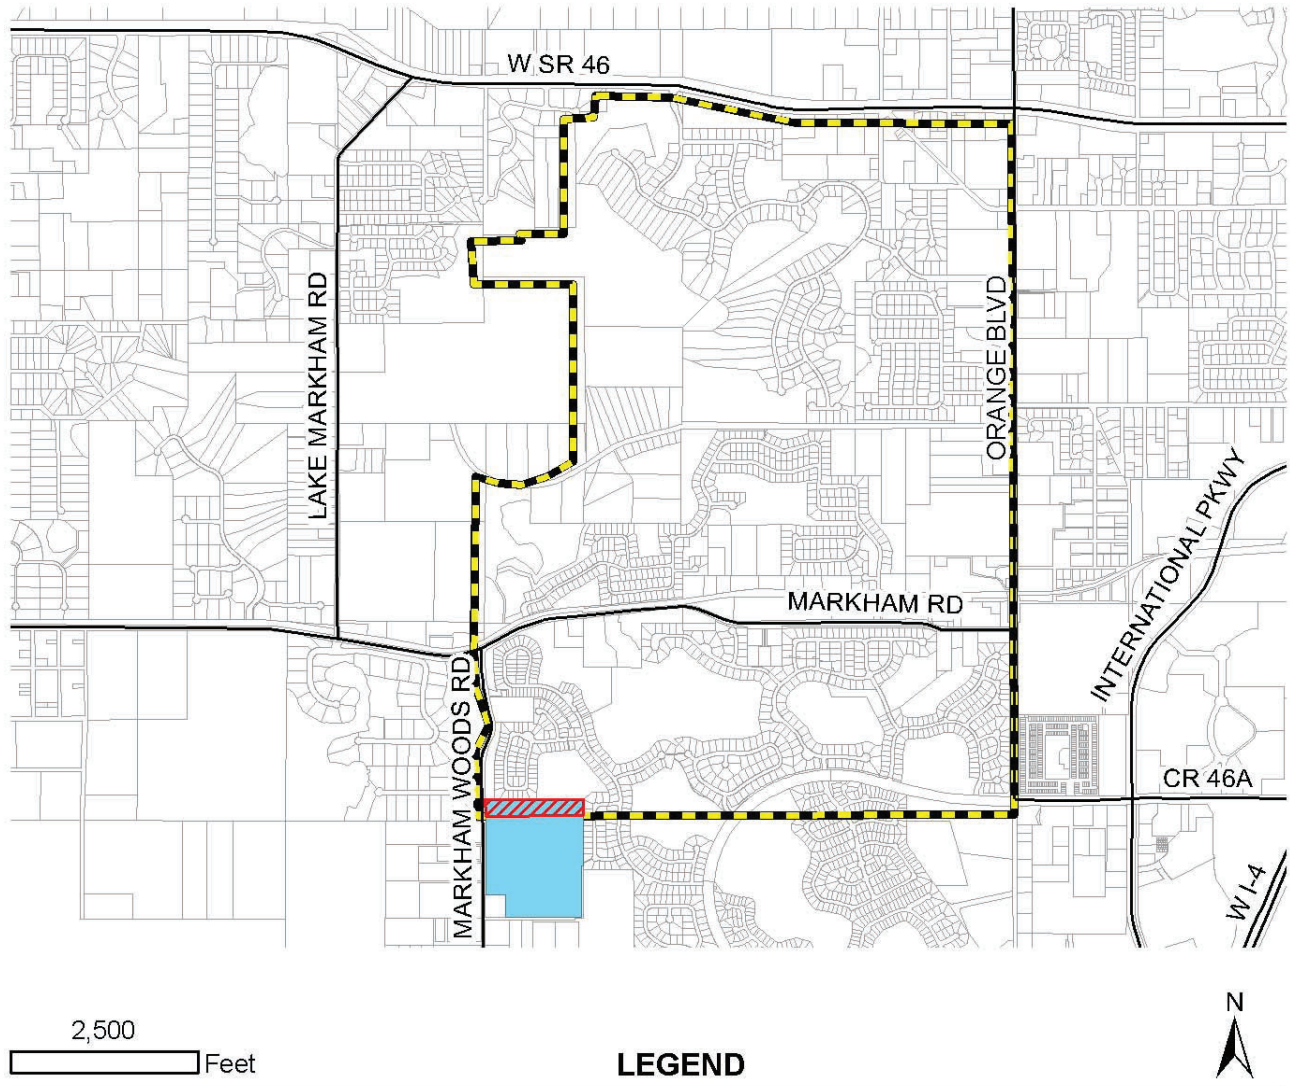 W SR 46
LAKE MARKHAM RD
ORANGE BLVD
INTERNATIONAL PKWY
MARKHAM RD
MARKHAM WOODS RD
CR 46A
W I-4
N
2,500
Feet
LEGEND